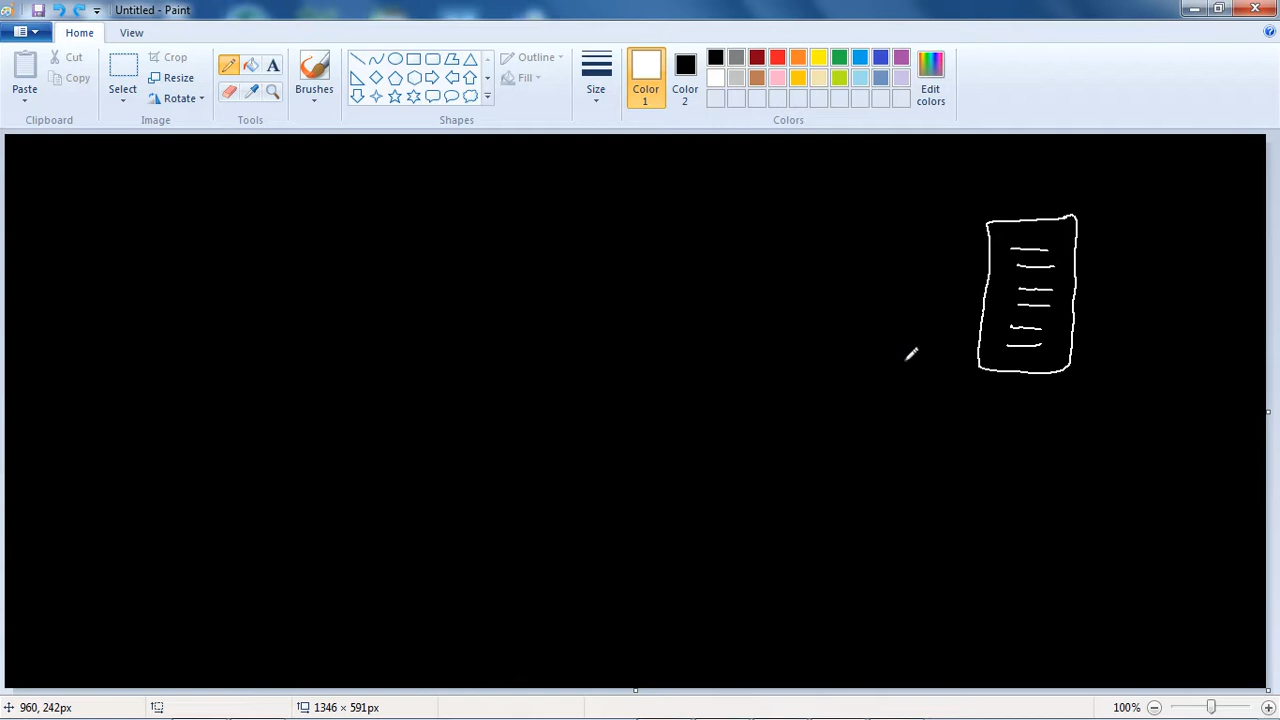 Untitled - Paint
Home View
Paste
Cut
Copy
Clipboard
Select
Crop
Resize
Rotate
Image
A
Tools
Brushes
Outline
Fill
Shapes
Size
Color 1
Color 2
Edit colors
Colors
960, 242px
1346 × 591px
100%